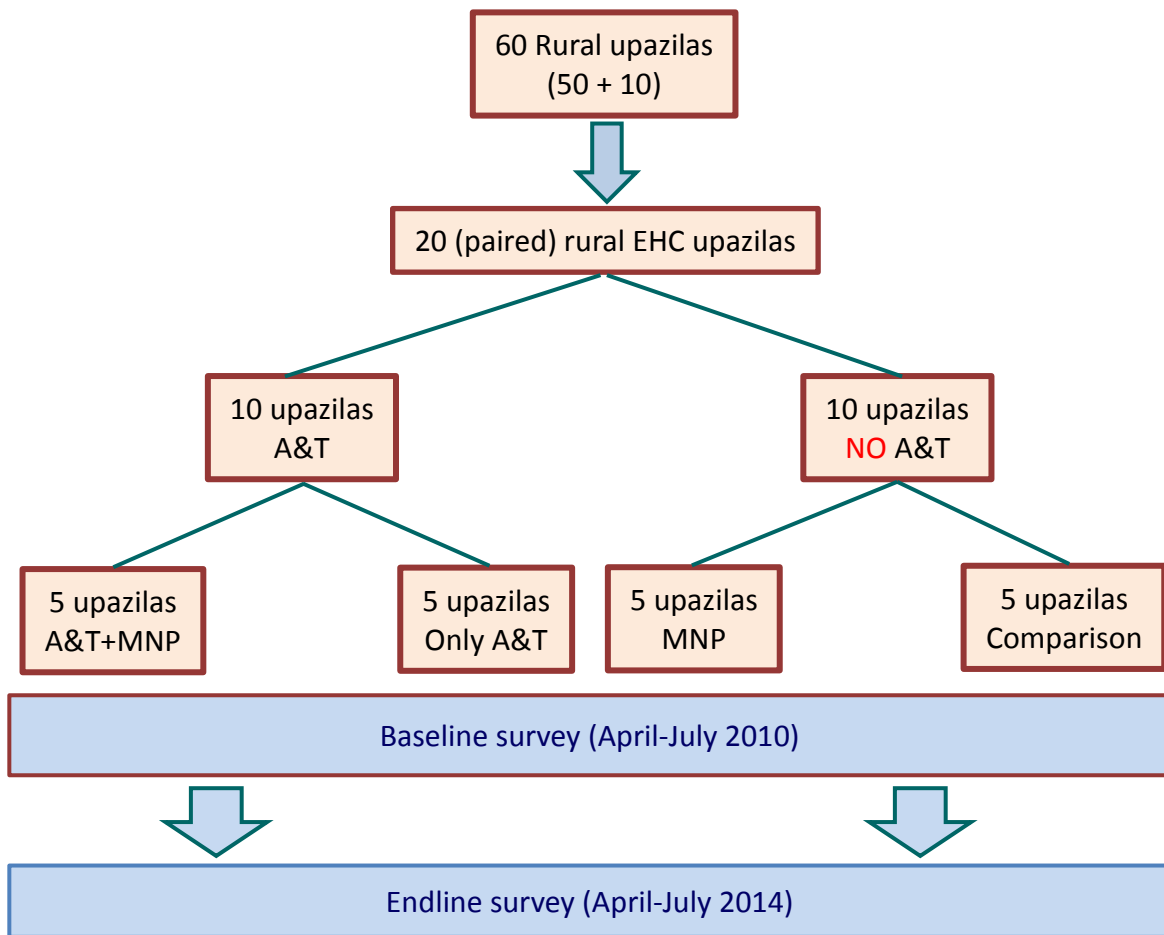 60 Rural upazilas
(50 + 10)
20 (paired) rural EHC upazilas
10 upazilas
A&T
10 upazilas
NO A&T
5 upazilas
A&T+MNP
5 upazilas
Only A&T
5 upazilas
MNP
5 upazilas
Comparison
Baseline survey (April-July 2010)
Endline survey (April-July 2014)